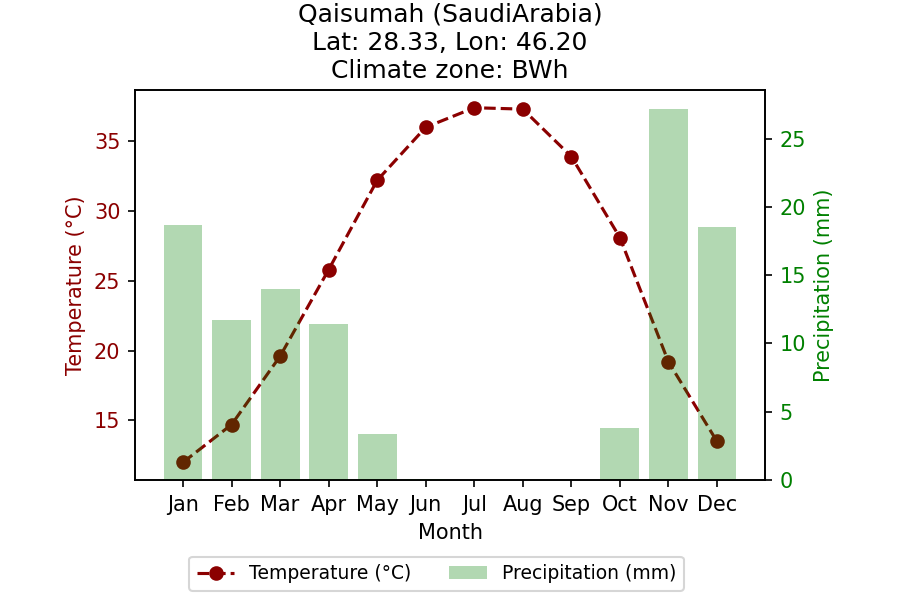 Qaisumah (SaudiArabia)
Lat: 28.33, Lon: 46.20
Climate zone: BWh
Temperature (°C)
35
30
25
20
15
Precipitation (mm)
25
20
15
10
5
0
Jan Feb Mar Apr May Jun Jul Aug Sep Oct Nov Dec
Month
Temperature (°C) Precipitation (mm)